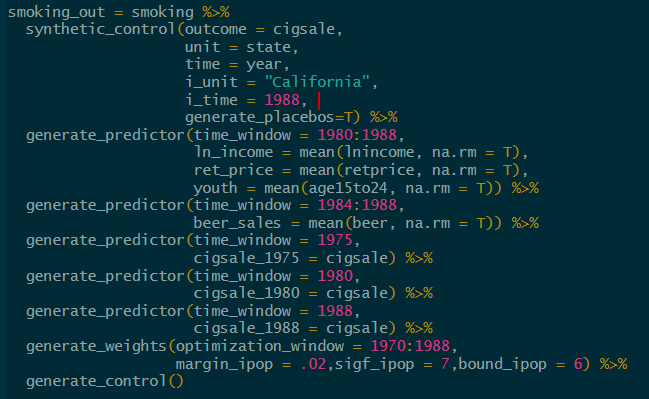 smoking_out = smoking %>%
  synthetic_control(outcome = cigsale,
                    unit = state,
                    time = year,
                    i_unit = "California",
                    i_time = 1988,
                    generate_placebos=T) %>%
  generate_predictor(time_window = 1980:1988,
                     ln_income = mean(lnincome, na.rm = T),
                     ret_price = mean(retprice, na.rm = T),
                     youth = mean(age15to24, na.rm = T)) %>%
  generate_predictor(time_window = 1984:1988,
                     beer_sales = mean(beer, na.rm = T)) %>%
  generate_predictor(time_window = 1975,
                     cigsale_1975 = cigsale) %>%
  generate_predictor(time_window = 1980,
                     cigsale_1980 = cigsale) %>%
  generate_predictor(time_window = 1988,
                     cigsale_1988 = cigsale) %>%
  generate_weights(optimization_window = 1970:1988,
                   margin_ipop = .02,sigf_ipop = 7,bound_ipop = 6) %>%
  generate_control()